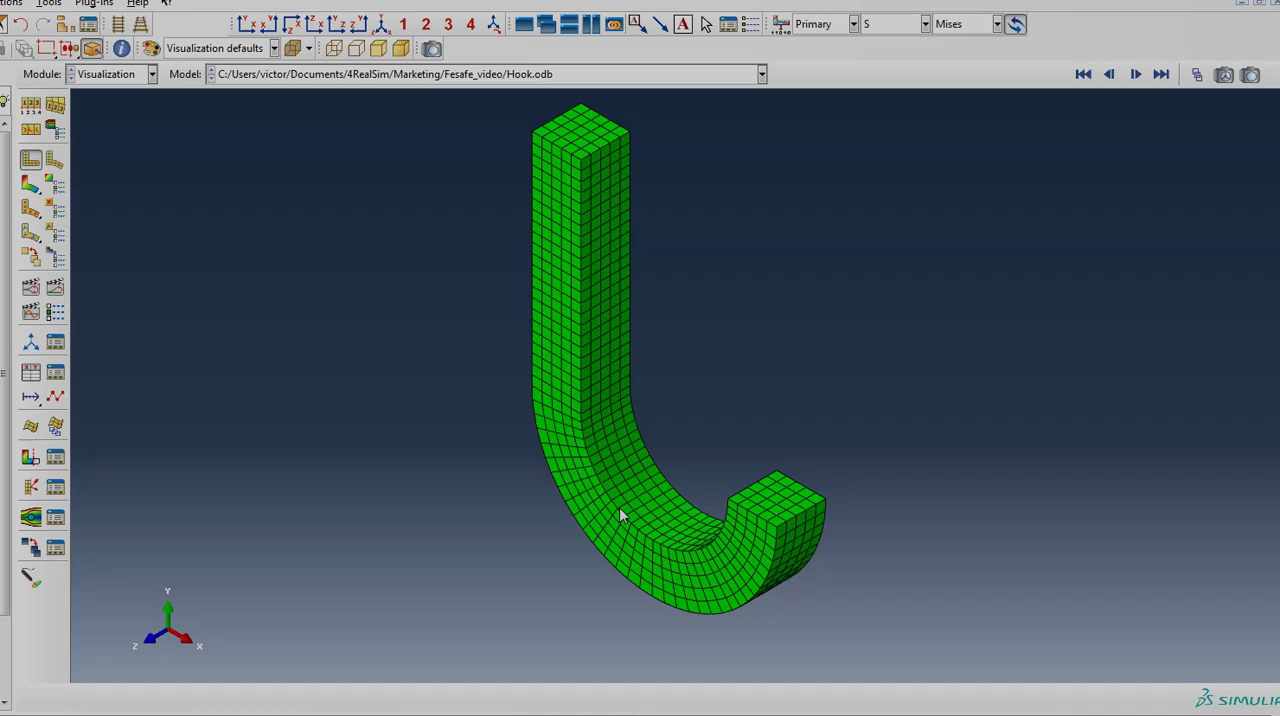 Tools Plug-ins Help
1 2 3 4 A Primary S Mises
Visualization defaults
Module: Visualization Model: C:/Users/victor/Documents/4RealSim/Marketing/Fesafe_video/Hook.odb
Y
Z
X
SIMULIA